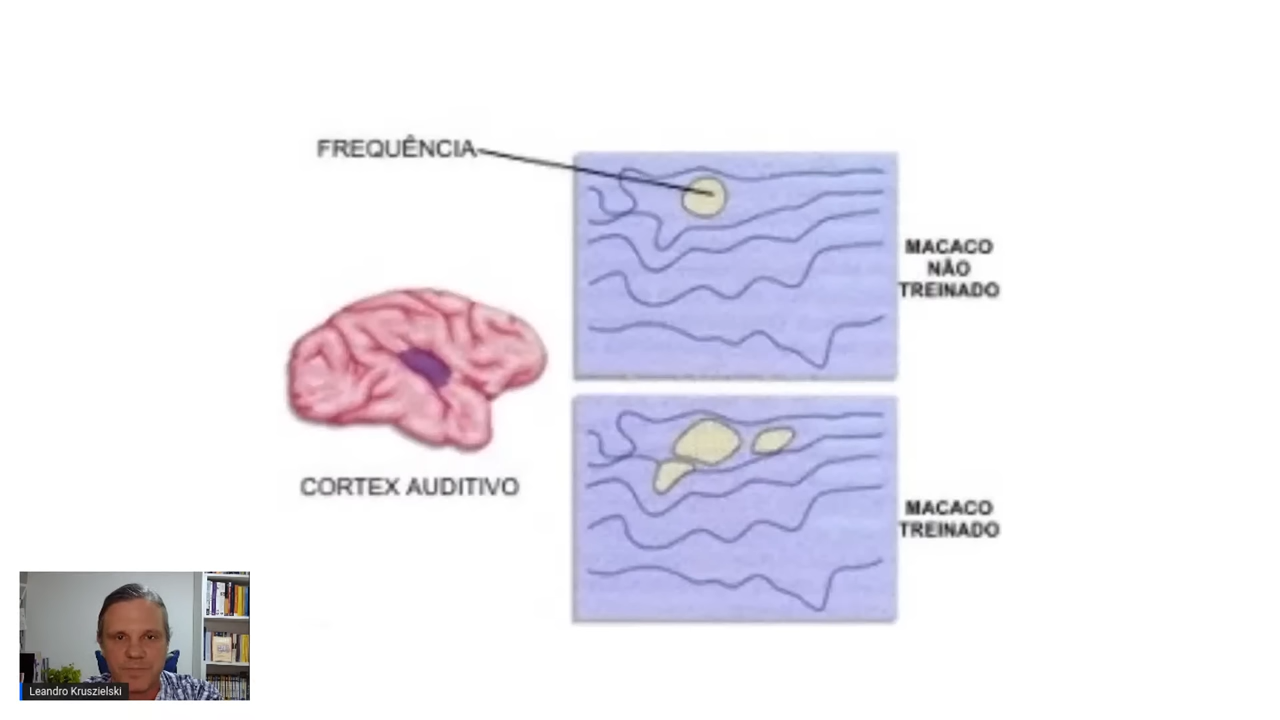 FREQUÊNCIA
MACACO
NÃO
TREINADO
CORTEX AUDITIVO
MACACO
TREINADO
Leandro Kruszielski